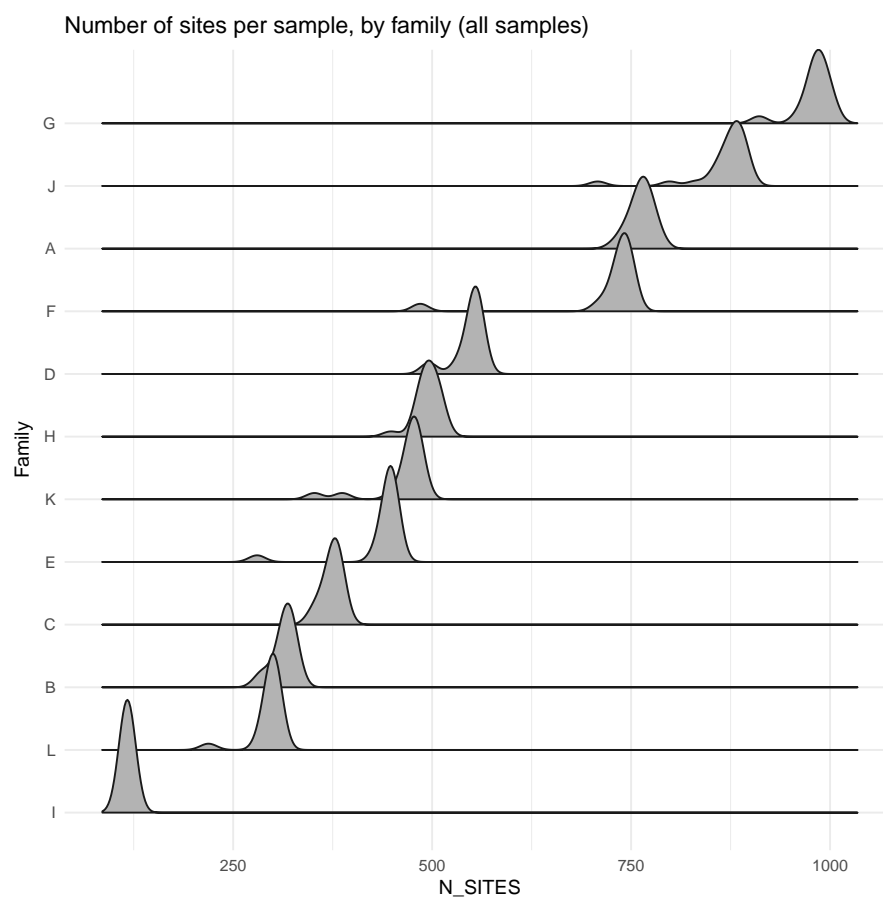 Number of sites per sample, by family (all samples)
G
J
A
F
D
H
K
E
C
B
L
I
Family
250 500 750 1000
N_SITES